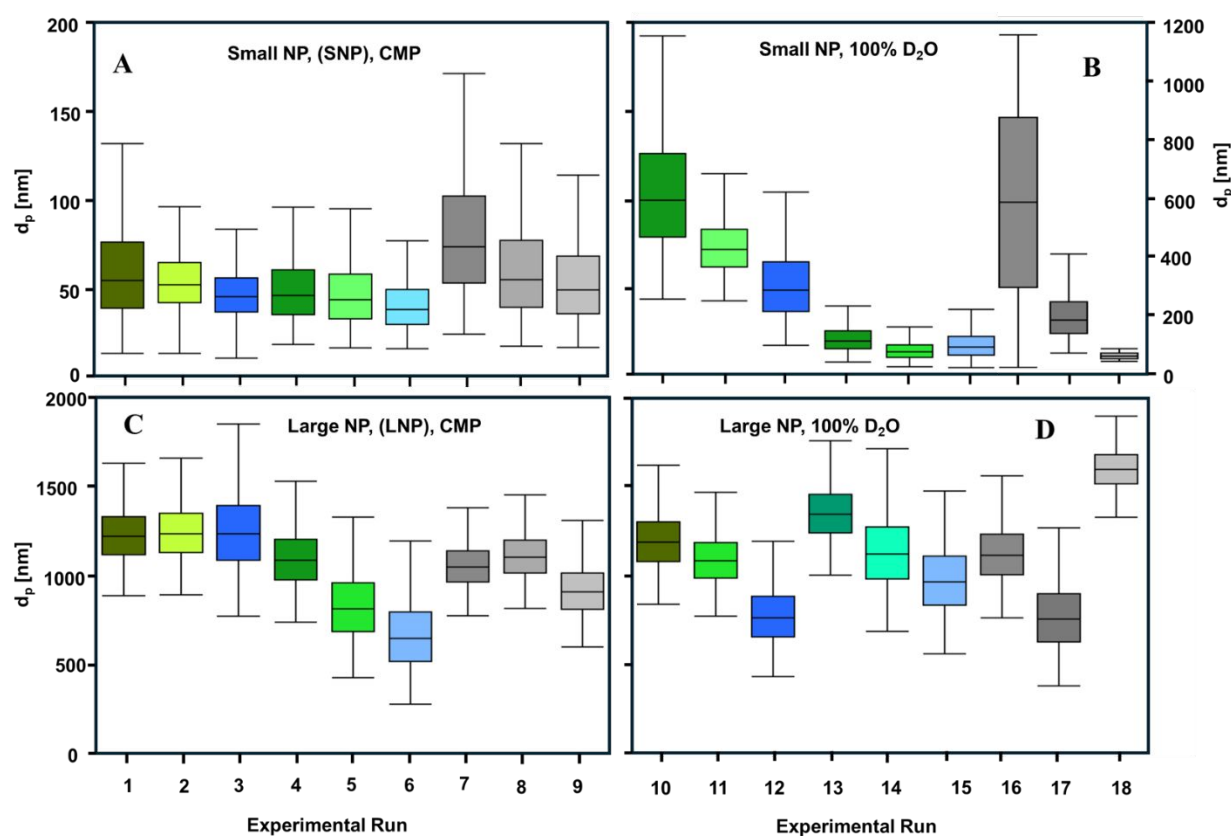 200
150
100
50
0
d_p [nm]
A
Small NP, (SNP), CMP
Small NP, 100% D₂O
B
1200
1000
800
600
400
200
0
d_p [nm]
2000
1500
1000
500
0
d_p [nm]
C
Large NP, (LNP), CMP
Large NP, 100% D₂O
D
1 2 3 4 5 6 7 8 9
10 11 12 13 14 15 16 17 18
Experimental Run
Experimental Run